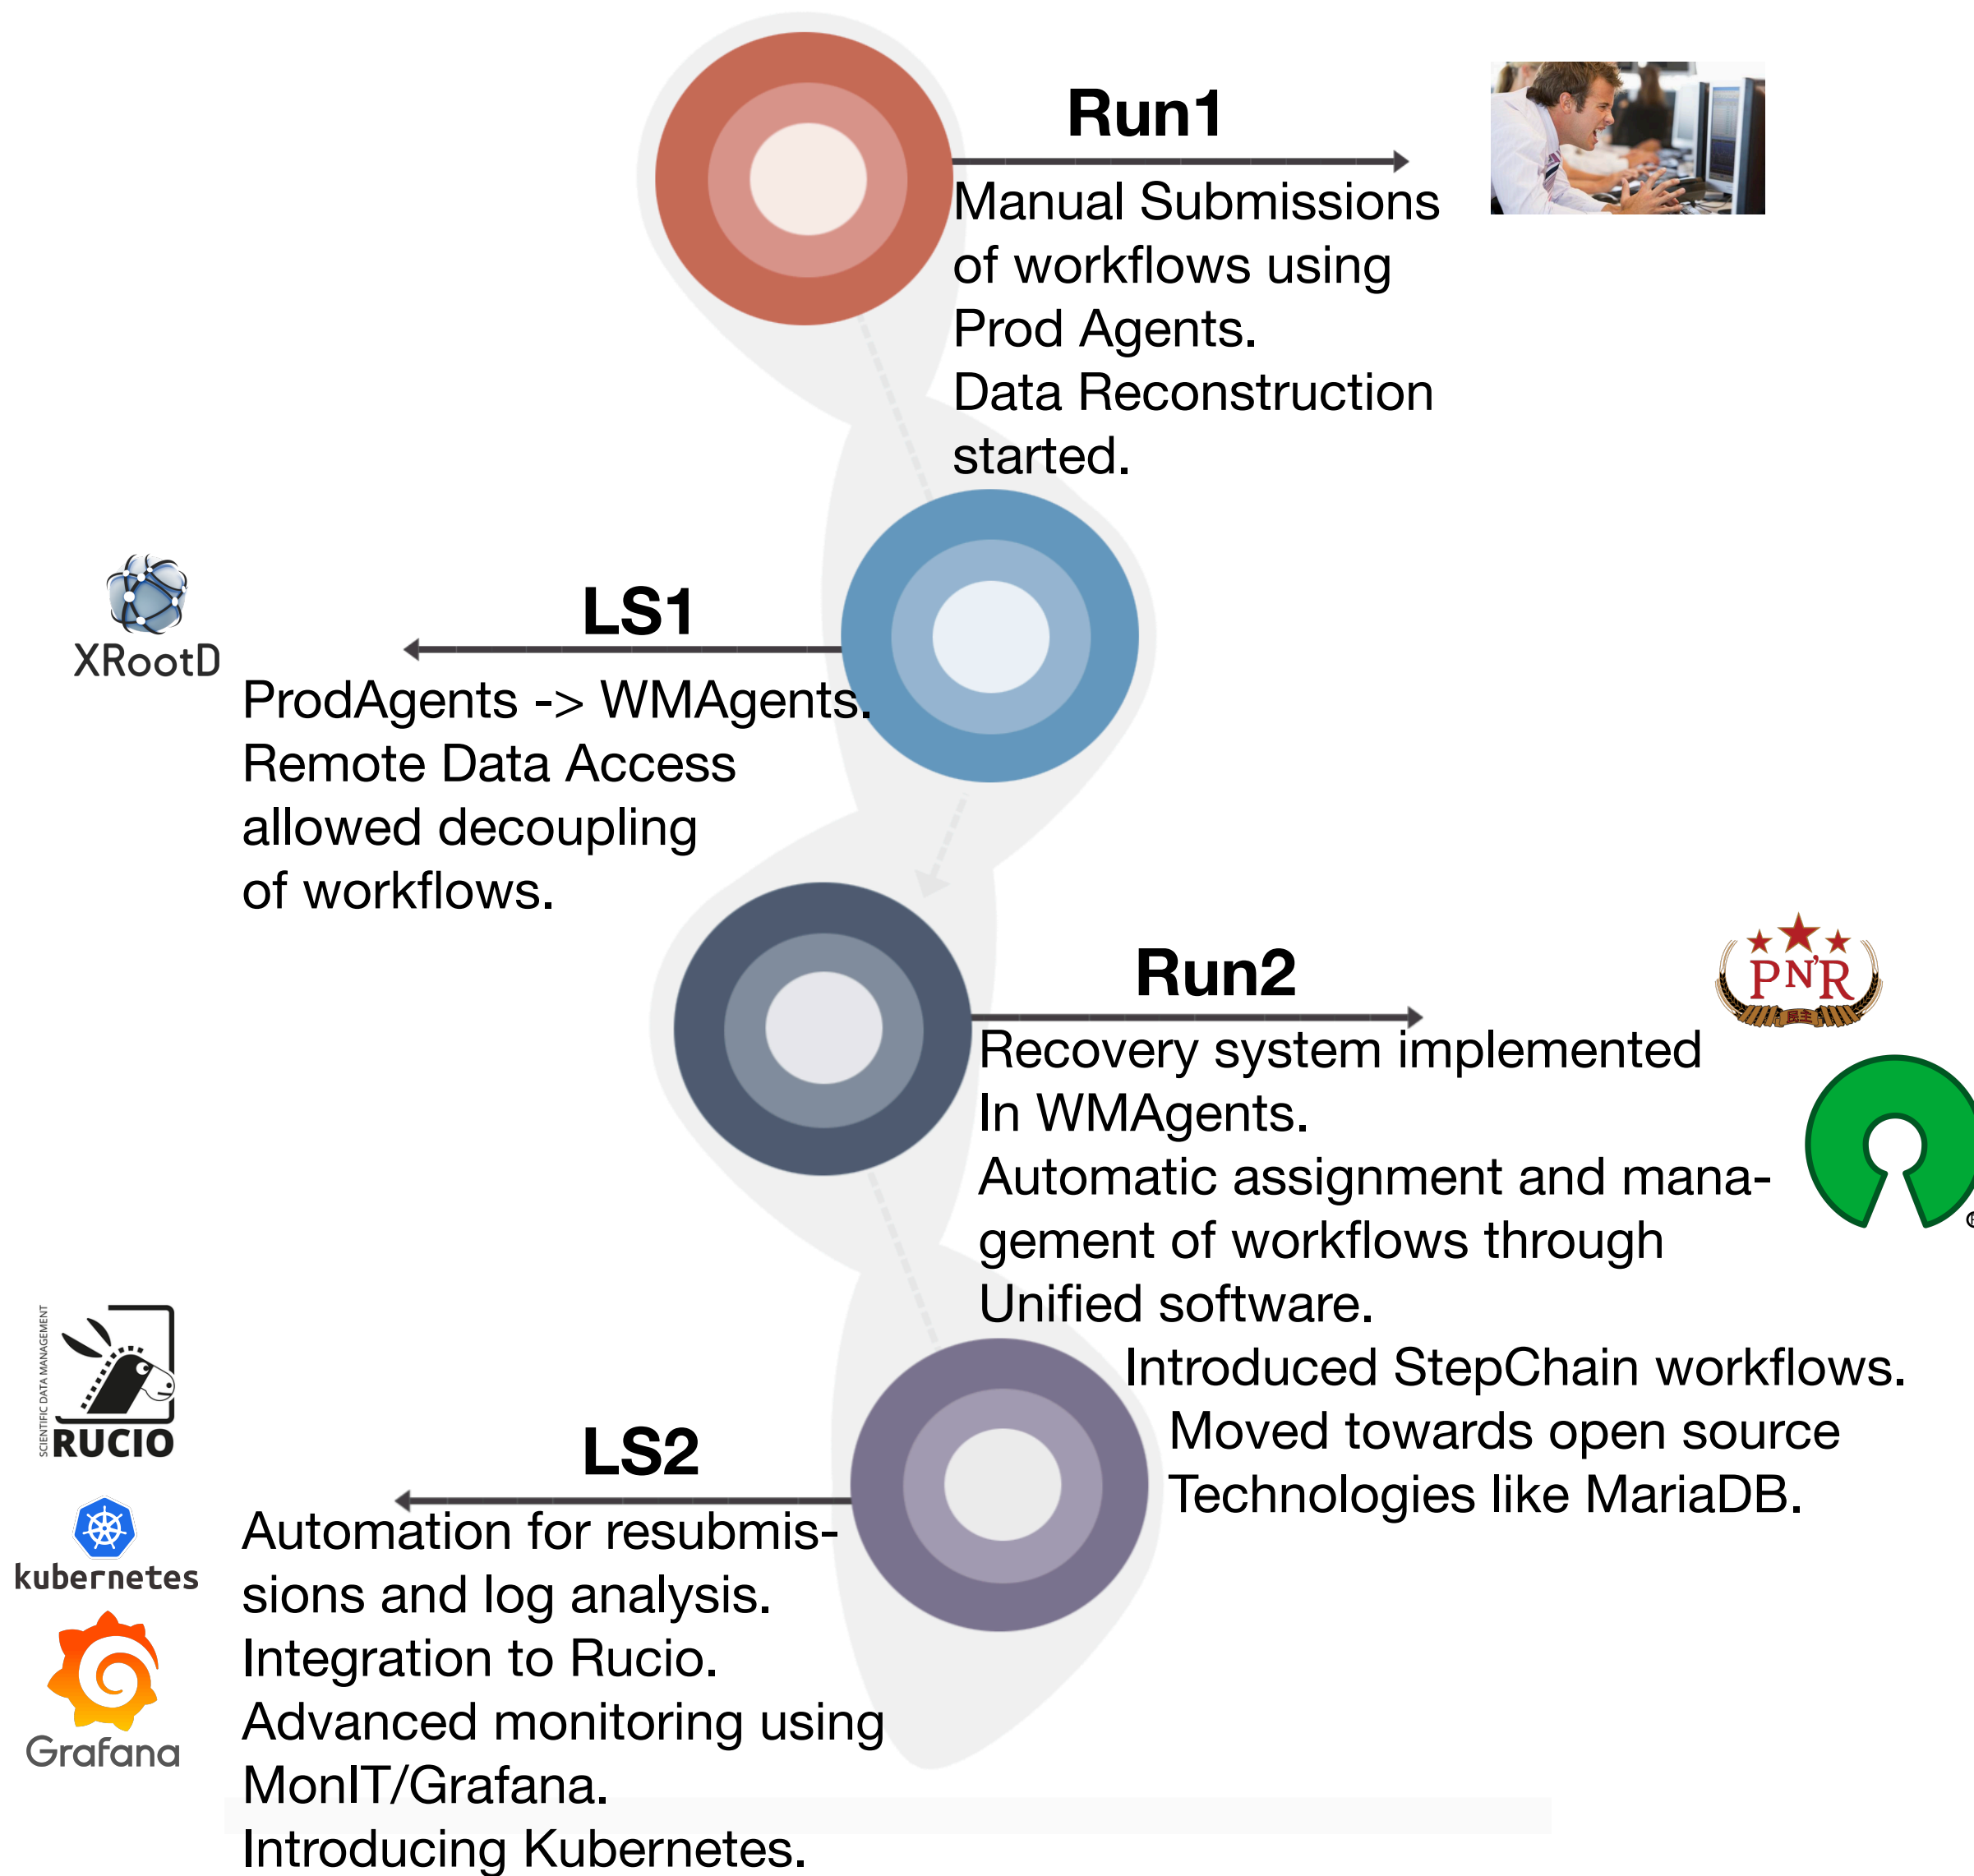 Run1
Manual Submissions
of workflows using
Prod Agents.
Data Reconstruction
started.
XRootD
LS1
ProdAgents -> WMAgents.
Remote Data Access
allowed decoupling
of workflows.
PN'R
民主
Run2
Recovery system implemented
In WMAgents.
Automatic assignment and mana-
gement of workflows through
Unified software.
Introduced StepChain workflows.
Moved towards open source
Technologies like MariaDB.
®
SCIENTIFIC DATA MANAGEMENT
RUCIO
LS2
kubernetes
Grafana
Automation for resubmis-
sions and log analysis.
Integration to Rucio.
Advanced monitoring using
MonIT/Grafana.
Introducing Kubernetes.